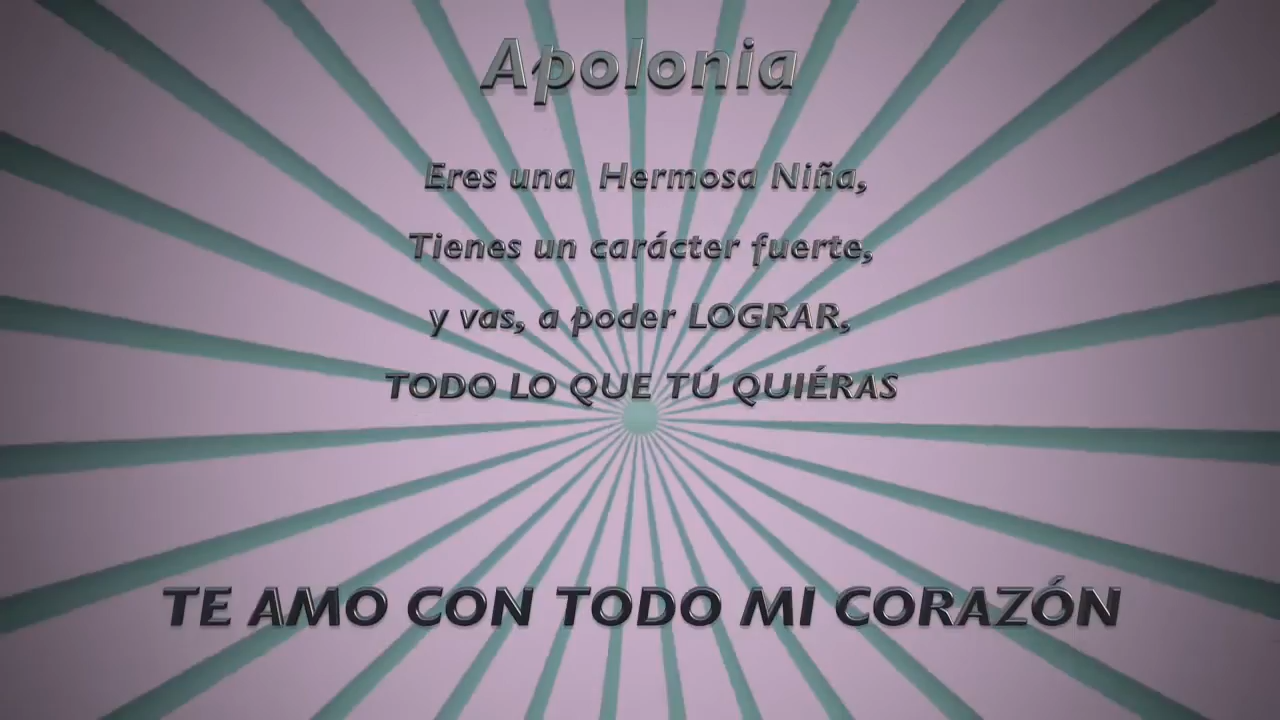 Apolonia
Eres una Hermosa Niña,
Tienes un carácter fuerte,
y vas, a poder LOGRAR,
TODO LO QUE TÚ QUIÉRAS
TE AMO CON TODO MI CORAZÓN